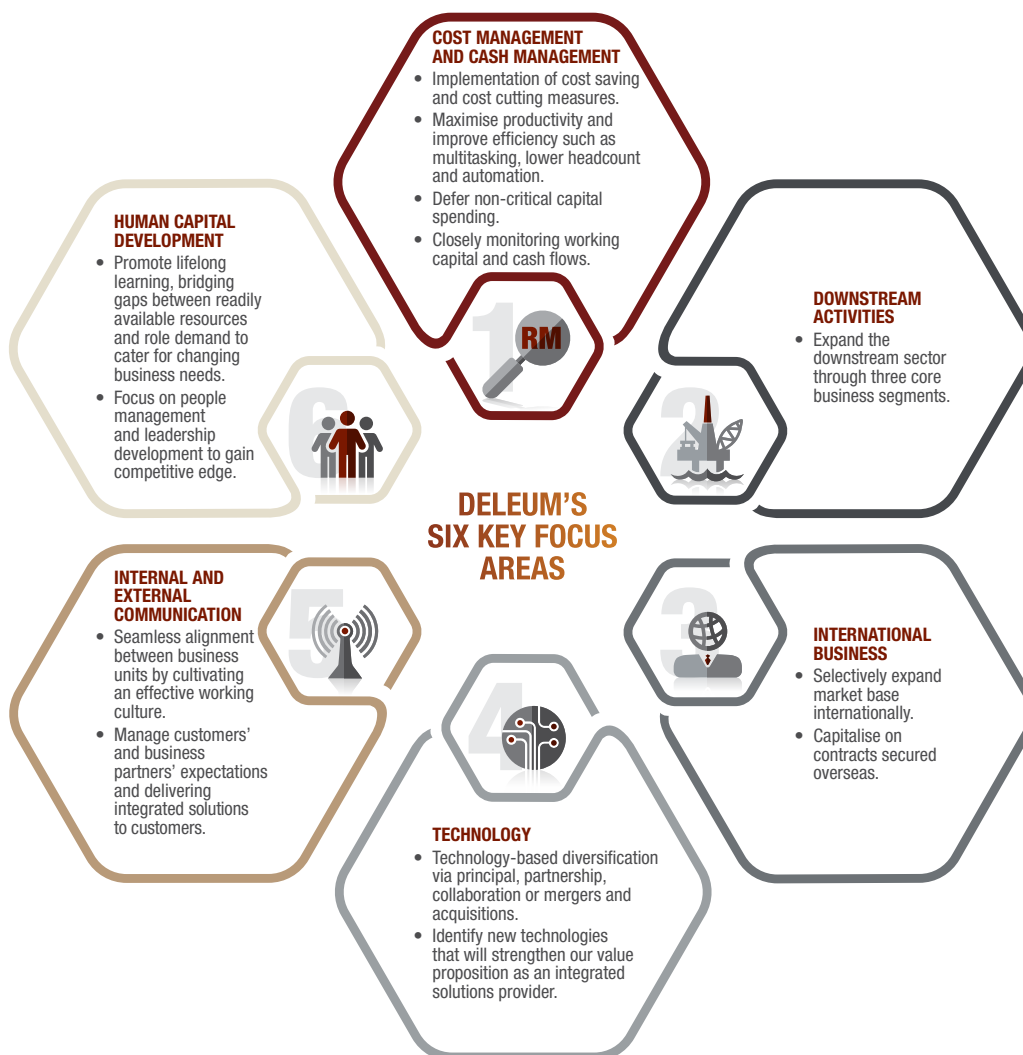 COST MANAGEMENT
AND CASH MANAGEMENT
• Implementation of cost saving
and cost cutting measures.
• Maximise productivity and
improve efficiency such as
multitasking, lower headcount
and automation.
• Defer non-critical capital
spending.
• Closely monitoring working
capital and cash flows.
1
RM
DOWNSTREAM
ACTIVITIES
• Expand the
downstream sector
through three core
business segments.
2
INTERNATIONAL
BUSINESS
• Selectively expand
market base
internationally.
• Capitalise on
contracts secured
overseas.
3
4
TECHNOLOGY
• Technology-based diversification
via principal, partnership,
collaboration or mergers and
acquisitions.
• Identify new technologies
that will strengthen our value
proposition as an integrated
solutions provider.
INTERNAL AND
EXTERNAL
COMMUNICATION
• Seamless alignment
between business
units by cultivating
an effective working
culture.
• Manage customers’
and business
partners’ expectations
and delivering
integrated solutions
to customers.
5
HUMAN CAPITAL
DEVELOPMENT
• Promote lifelong
learning, bridging
gaps between readily
available resources
and role demand to
cater for changing
business needs.
• Focus on people
management
and leadership
development to gain
competitive edge.
6
DELEUM’S
SIX KEY FOCUS
AREAS